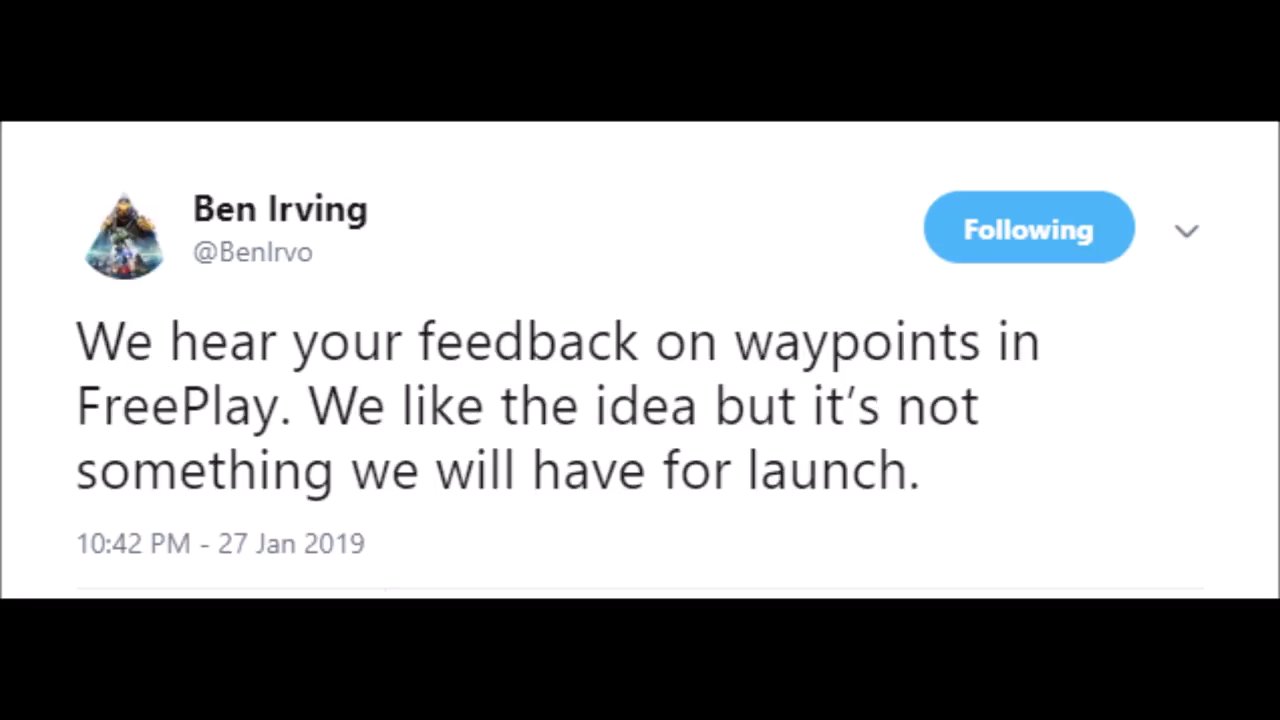 Ben Irving
@BenIrvo
Following
We hear your feedback on waypoints in
FreePlay. We like the idea but it’s not
something we will have for launch.
10:42 PM - 27 Jan 2019